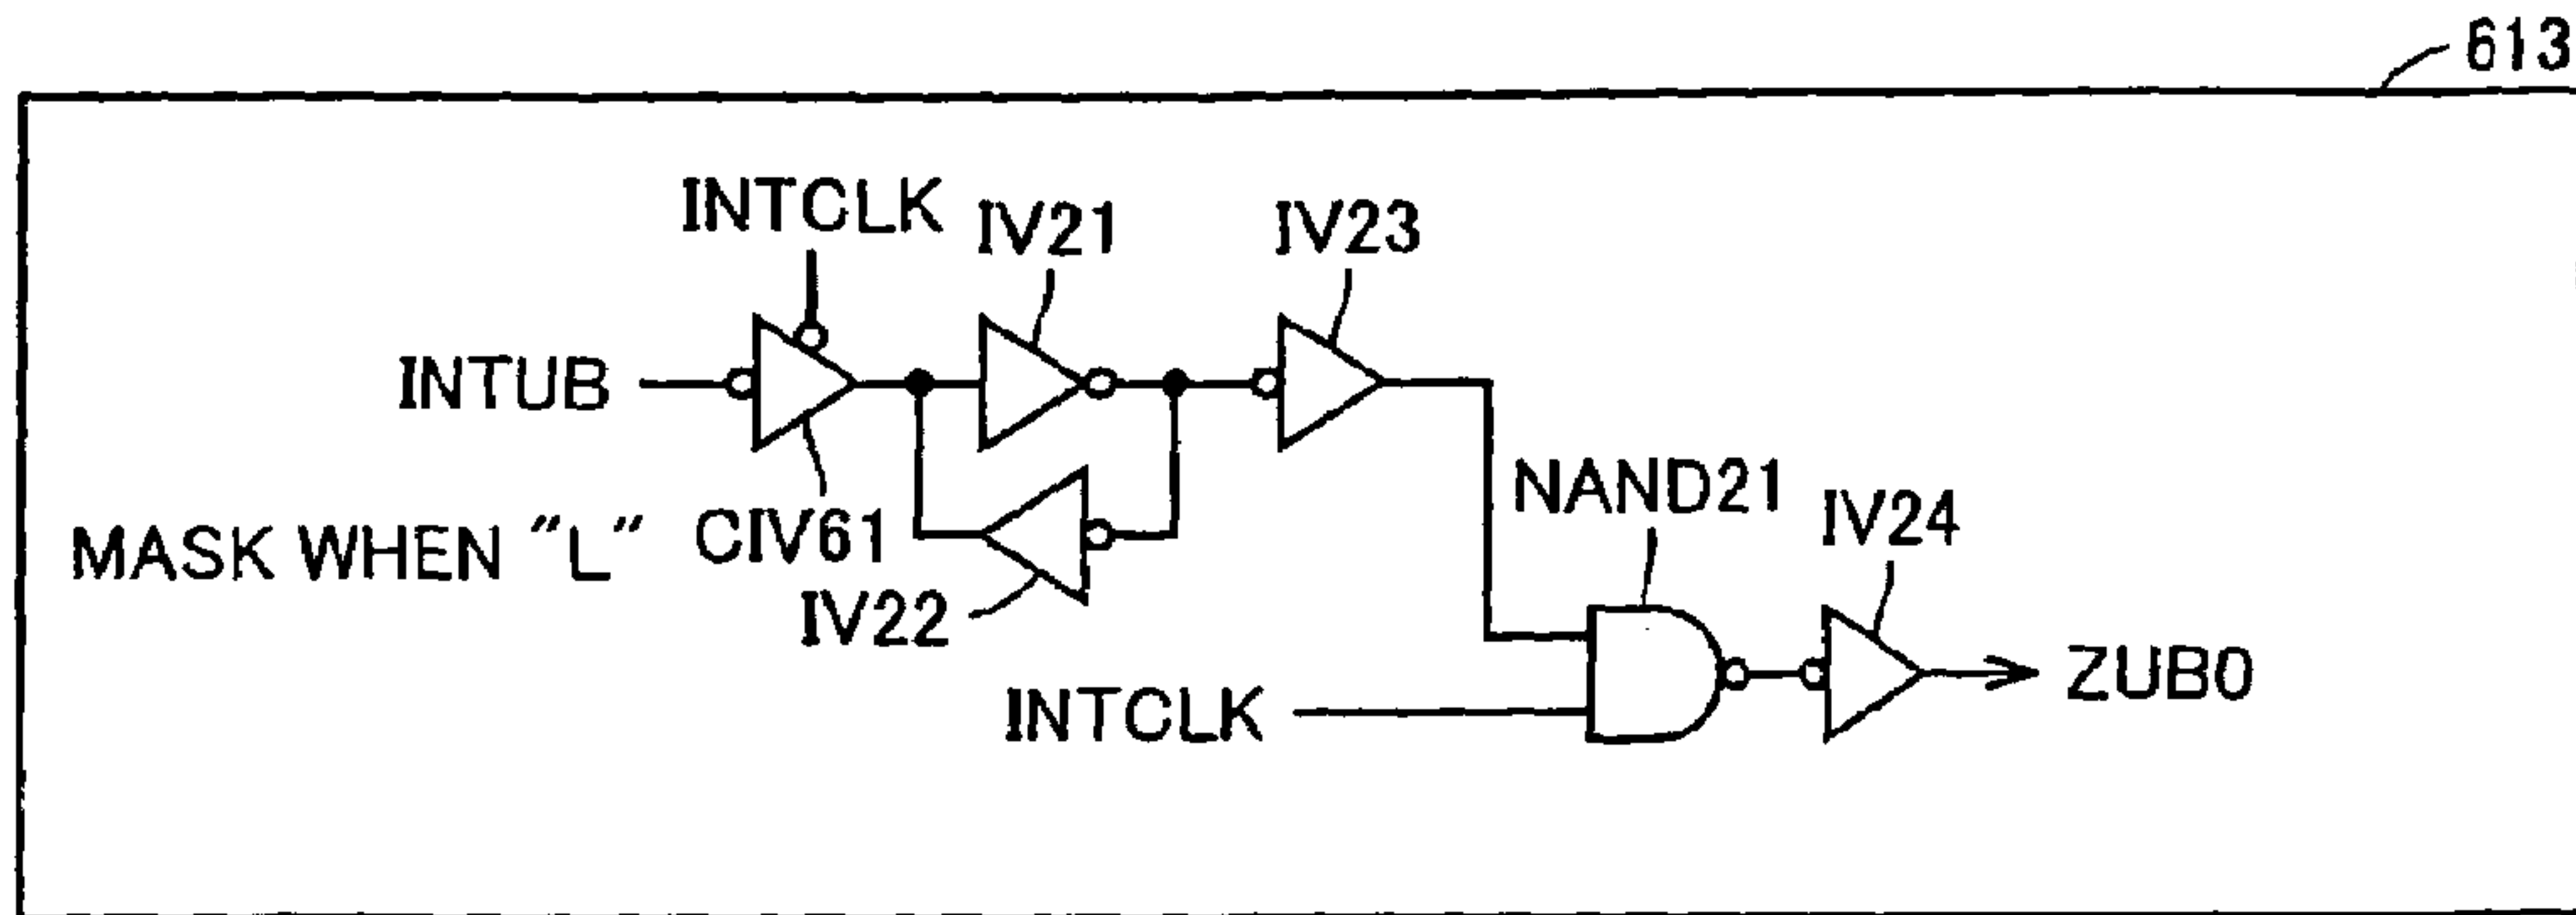 613
INTCLK
IV21
IV23
INTUB
NAND21
IV24
MASK WHEN "L"
CIV61
IV22
ZUB0
INTCLK